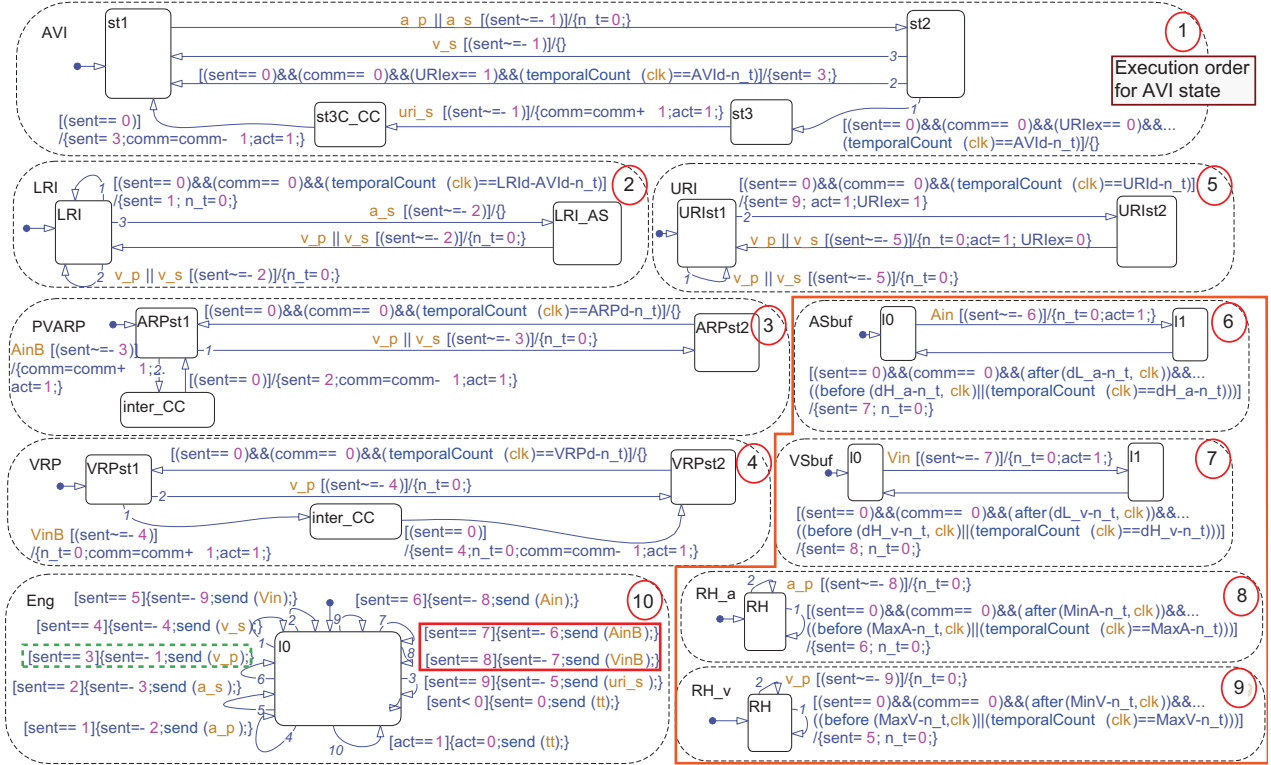 AVI
st1
a_p || a_s [(sent~=- 1)]/{n_t= 0;}
st2
1
v_s [(sent~=- 1)]/{}
3
[(sent== 0)&&(comm== 0)&&(URIex== 1)&&(temporalCount (clk)==AVId-n_t)]/{sent= 3;}
2
Execution order
for AVI state
[(sent== 0)]
/{sent= 3;comm=comm- 1;act=1;}
st3C_CC
uri_s [(sent~=- 1)]/{comm=comm+ 1;act=1;}
st3
1
[(sent== 0)&&(comm== 0)&&(URIex== 0)&&...
(temporalCount (clk)==AVId-n_t)]/{}
LRI
1
[(sent== 0)&&(comm== 0)&&(temporalCount (clk)==LRId-AVId-n_t)]
/{sent= 1; n_t=0;}
2
LRI
3
a_s [(sent~=- 2)]/{}
LRI_AS
v_p || v_s [(sent~=- 2)]/{n_t= 0;}
2
v_p || v_s [(sent~=- 2)]/{n_t= 0;}
URI
[(sent== 0)&&(comm== 0)&&(temporalCount (clk)==URId-n_t)]
/{sent= 9; act=1;URIex= 1}
5
URIst1
2
URIst2
v_p || v_s [(sent~=- 5)]/{n_t= 0;act=1; URIex=0}
1
v_p || v_s [(sent~=- 5)]/{n_t= 0;}
PVARP
ARPst1
[(sent== 0)&&(comm== 0)&&(temporalCount (clk)==ARPd-n_t)]/{}
ARPst2
3
1
v_p || v_s [(sent~=- 3)]/{n_t= 0;}
AinB [(sent~=- 3)]
/{comm=comm+ 1;
act=1;}
2
[(sent== 0)]/{sent= 2;comm=comm- 1;act=1;}
inter_CC
ASbuf
l0
Ain [(sent~=- 6)]/{n_t= 0;act=1;}
l1
6
[(sent== 0)&&(comm== 0)&&(after(dL_a-n_t, clk))&&...
((before (dH_a-n_t, clk)||(temporalCount (clk)==dH_a-n_t)))]
/{sent= 7; n_t=0;}
VRP
VRPst1
[(sent== 0)&&(comm== 0)&&(temporalCount (clk)==VRPd-n_t)]/{}
VRPst2
4
2
v_p [(sent~=- 4)]/{n_t= 0;}
1
inter_CC
VinB [(sent~=- 4)]
/{n_t=0;comm=comm+ 1;act=1;}
[(sent== 0)]
/{sent= 4;n_t=0;comm=comm- 1;act=1;}
VSbuf
l0
Vin [(sent~=- 7)]/{n_t= 0;act=1;}
l1
7
[(sent== 0)&&(comm== 0)&&(after(dL_v-n_t, clk))&&...
((before (dH_v-n_t, clk)||(temporalCount (clk)==dH_v-n_t)))]
/{sent= 8; n_t=0;}
Eng
[sent== 5]{sent=- 9;send (Vin);}
[sent== 6]{sent=- 8;send (Ain);}
10
[sent== 4]{sent=- 4;send (v_s);}
1
2
9
7
l0
[sent== 7]{sent=- 6;send (AinB);}
[sent== 3]{sent=- 1;send (v_p);}
8
[sent== 8]{sent=- 7;send (VinB);}
6
3
[sent== 9]{sent=- 5;send (uri_s );}
[sent== 2]{sent=- 3;send (a_s);}
[sent< 0]{sent= 0;send (tt);}
5
[sent== 1]{sent=- 2;send (a_p);}
4
10
[act==1]{act=0;send (tt);}
RH_a
2
a_p [(sent~=- 8)]/{n_t= 0;}
8
RH
1
[(sent== 0)&&(comm== 0)&&(after(MinA-n_t, clk))&&...
((before (MaxA-n_t,clk)||(temporalCount (clk)==MaxA-n_t)))]
/{sent= 6; n_t=0;}
RH_v
2
v_p [(sent~=- 9)]/{n_t= 0;}
9
RH
1
[(sent== 0)&&(comm== 0)&&(after(MinV-n_t,clk))&&...
((before (MaxV-n_t,clk)||(temporalCount (clk)==MaxV-n_t)))]
/{sent= 5; n_t=0;}